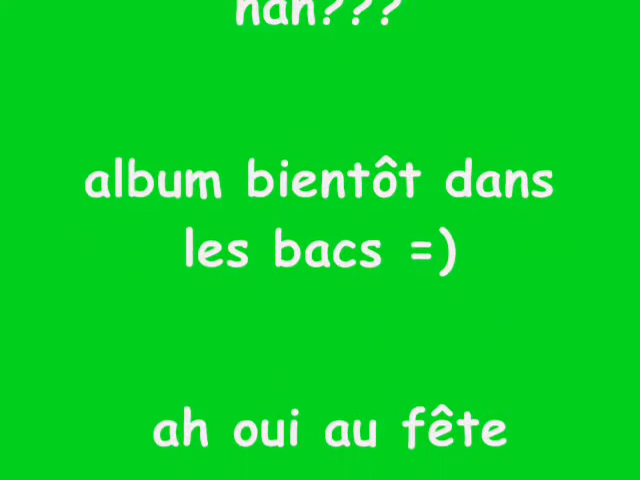 nan???
album bientôt dans
les bacs =)
ah oui au fête